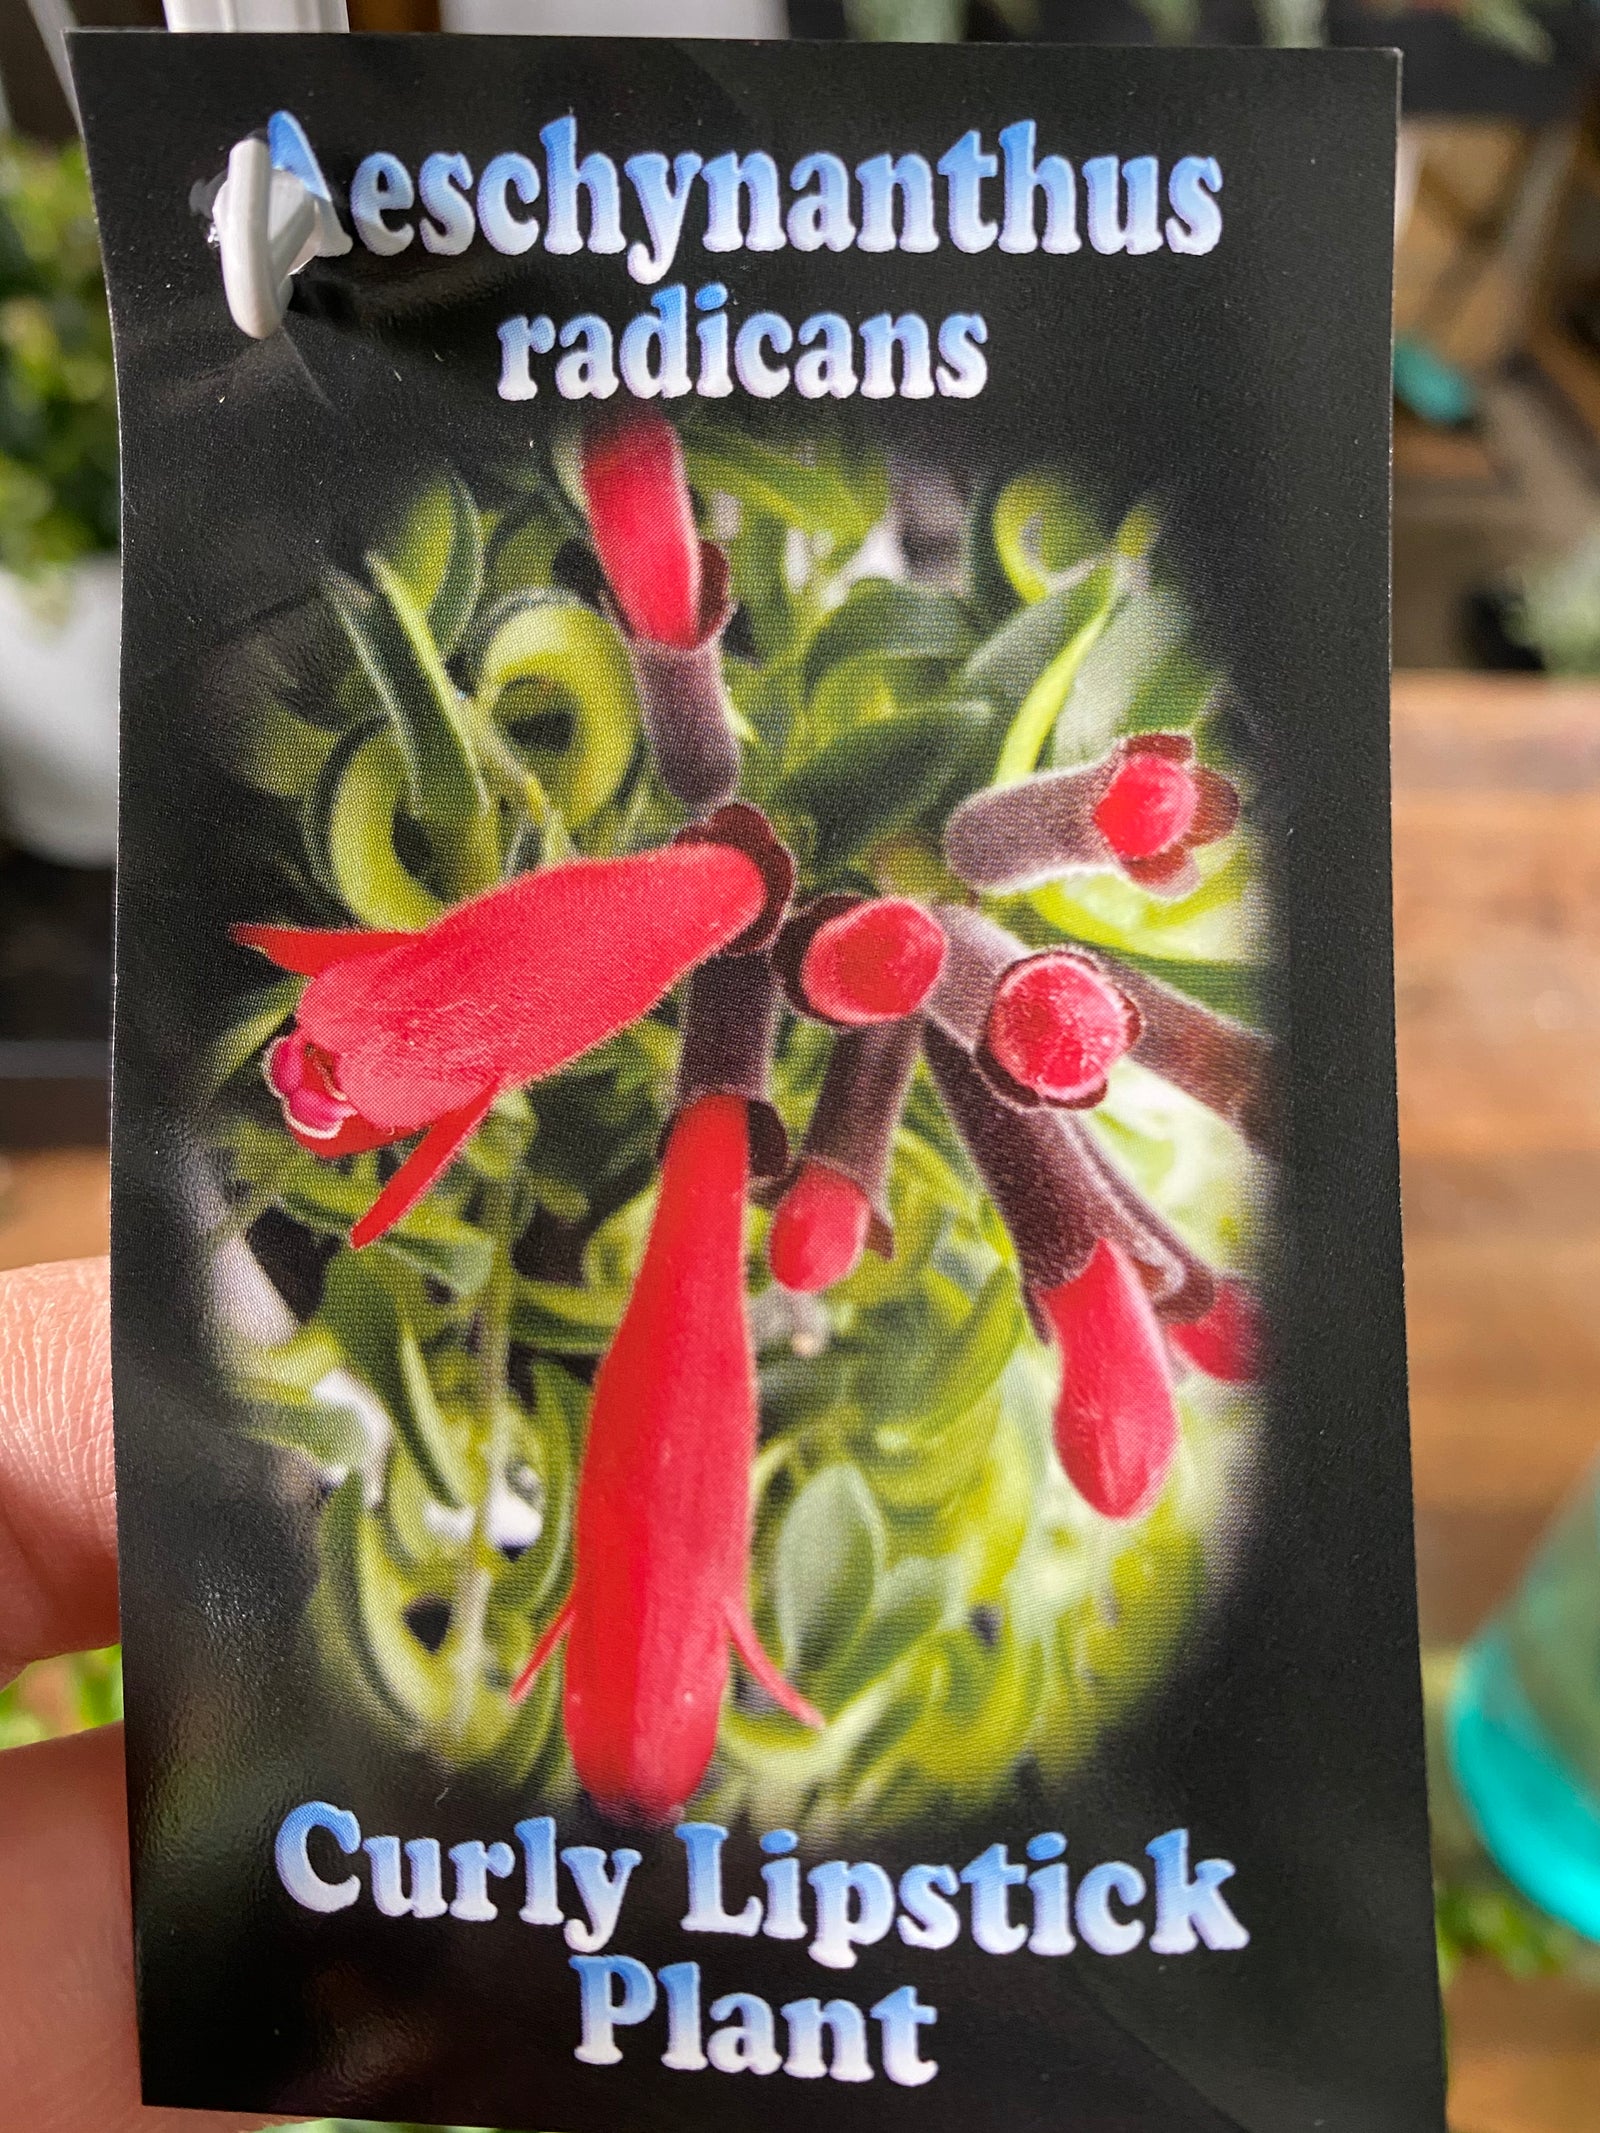 Aeschynanthus
radicans
Curly Lipstick
Plant